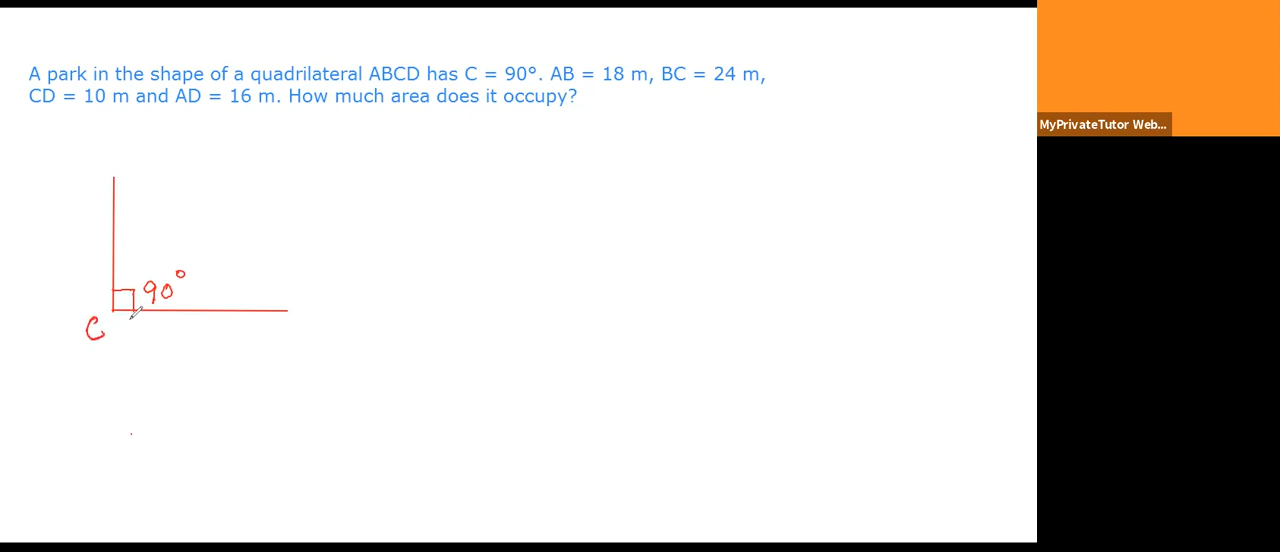 A park in the shape of a quadrilateral ABCD has C = 90°. AB = 18 m, BC = 24 m,
CD = 10 m and AD = 16 m. How much area does it occupy?
MyPrivateTutor Web...
90°
C